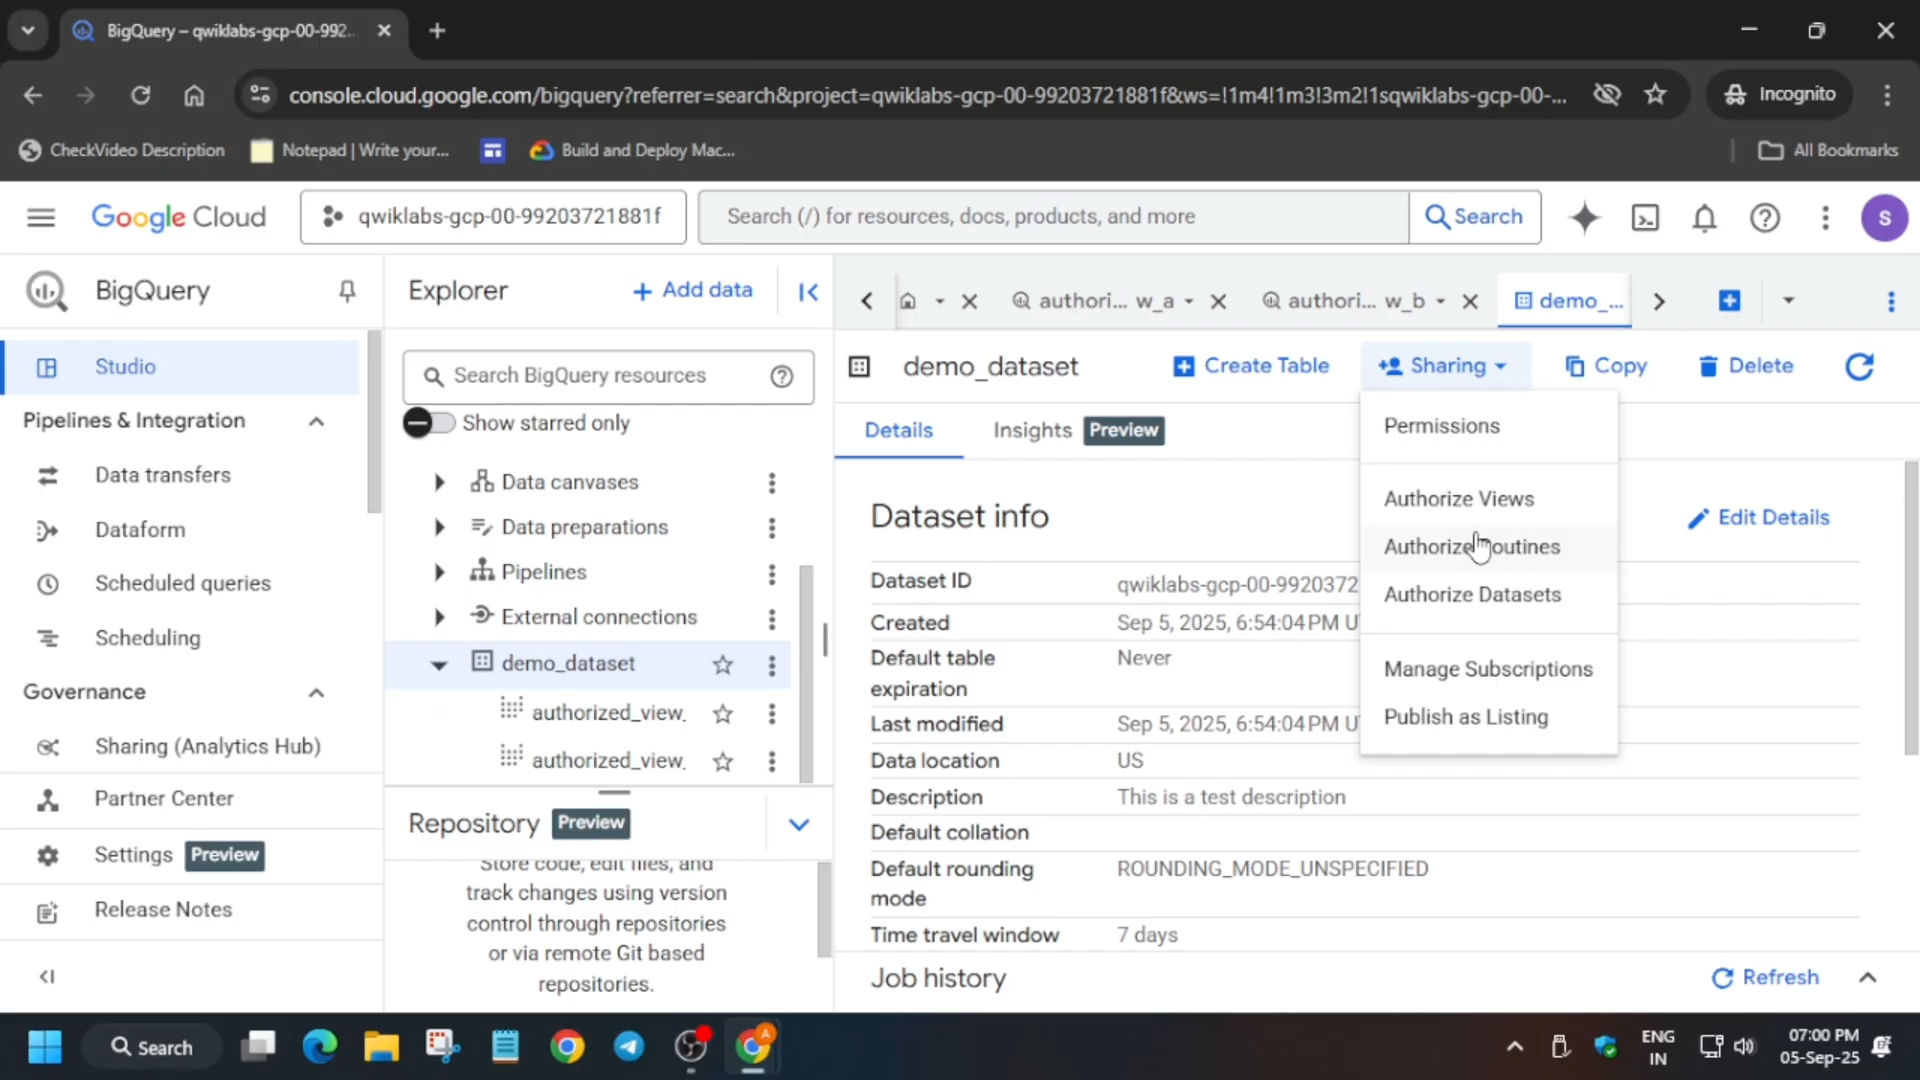 BigQuery – qwiklabs-gcp-00-992...
console.cloud.google.com/bigquery?referrer=search&project=qwiklabs-gcp-00-99203721881f&ws=!1m4!1m3!3m2!1sqwiklabs-gcp-00-...
Incognito
CheckVideo Description
Notepad | Write your...
Build and Deploy Mac...
All Bookmarks
Google Cloud
qwiklabs-gcp-00-99203721881f
Search (/) for resources, docs, products, and more
Search
S
BigQuery
Studio
Pipelines & Integration
Data transfers
Dataform
Scheduled queries
Scheduling
Governance
Sharing (Analytics Hub)
Partner Center
Settings Preview
Release Notes
Explorer
+ Add data
Search BigQuery resources
Show starred only
Data canvases
Data preparations
Pipelines
External connections
demo_dataset
authorized_view_
authorized_view_
Repository Preview
Store code, edit files, and
track changes using version
control through repositories
or via remote Git based
repositories.
authori... w_a
authori... w_b
demo_...
demo_dataset
Create Table
Sharing
Copy
Delete
Details
Insights Preview
Permissions
Authorize Views
Authorize Routines
Authorize Datasets
Manage Subscriptions
Publish as Listing
Dataset info
Edit Details
Dataset ID qwiklabs-gcp-00-9920372
Created Sep 5, 2025, 6:54:04 PM U
Default table expiration Never
Last modified Sep 5, 2025, 6:54:04 PM U
Data location US
Description This is a test description
Default collation
Default rounding mode ROUNDING_MODE_UNSPECIFIED
Time travel window 7 days
Job history
Refresh
Search
A
ENG
IN
07:00 PM
05-Sep-25